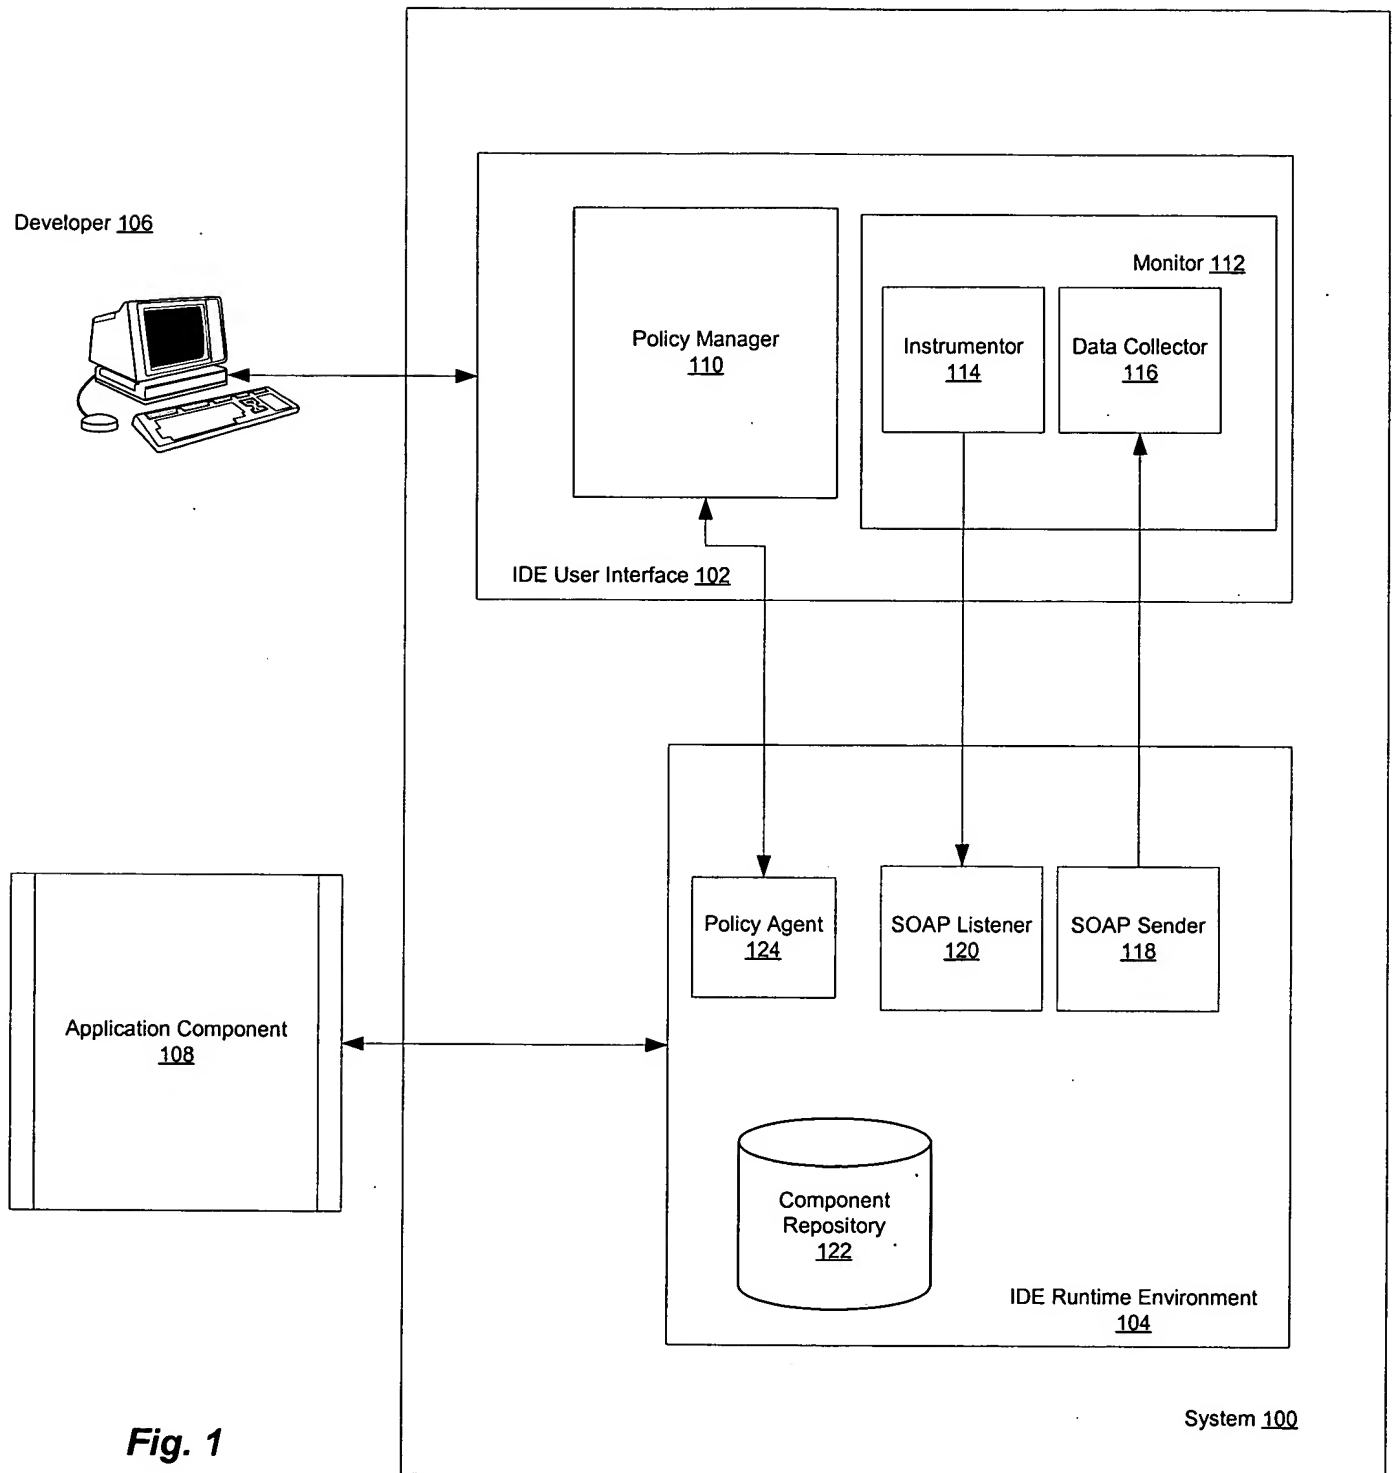 Developer 106
Monitor 112
Policy Manager
110
Instrumentor
114
Data Collector
116
IDE User Interface 102
Policy Agent
124
SOAP Listener
120
SOAP Sender
118
Application Component
108
Component
Repository
122
IDE Runtime Environment
104
System 100
Fig. 1